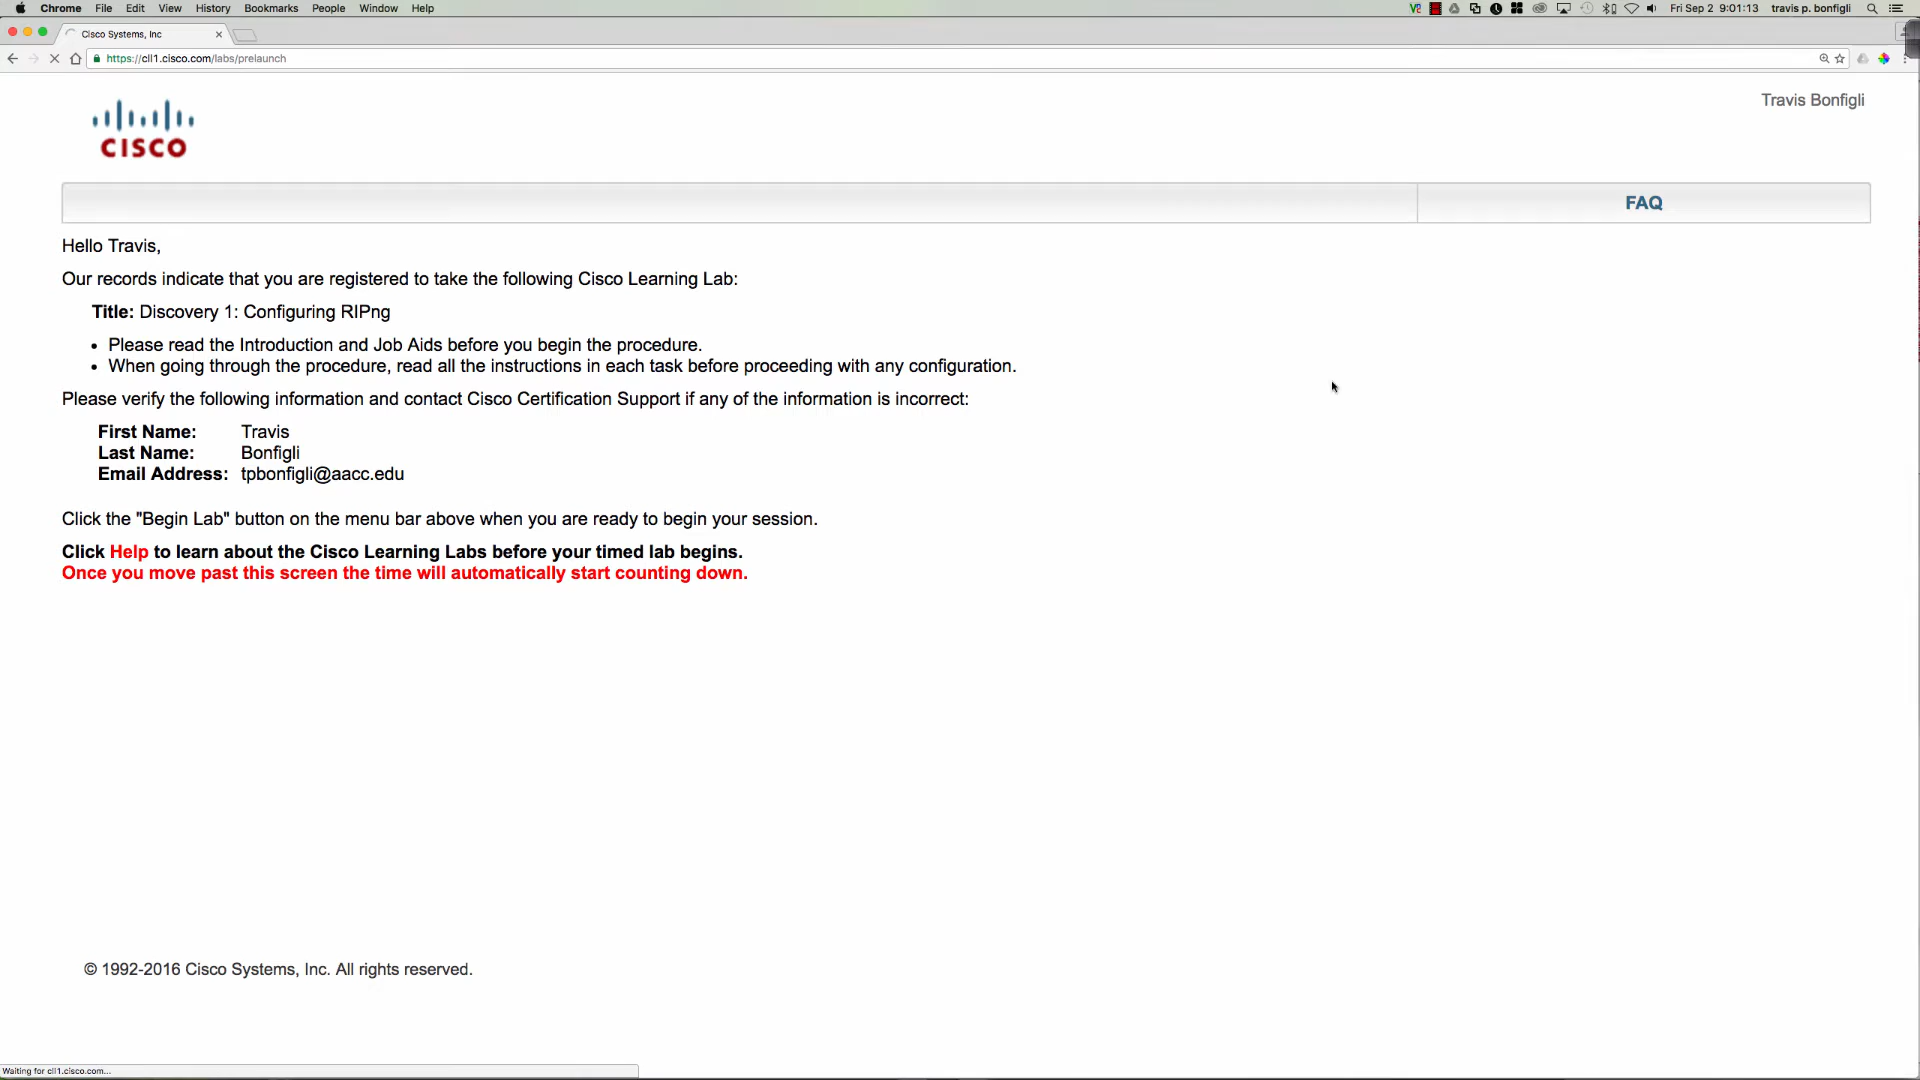 Chrome File Edit View History Bookmarks People Window Help
Fri Sep 2 9:01:13 travis p. bonfigli
Cisco Systems, Inc
https://cll1.cisco.com/labs/prelaunch
Travis Bonfigli
CISCO
FAQ
Hello Travis,
Our records indicate that you are registered to take the following Cisco Learning Lab:
Title: Discovery 1: Configuring RIPng
• Please read the Introduction and Job Aids before you begin the procedure.
• When going through the procedure, read all the instructions in each task before proceeding with any configuration.
Please verify the following information and contact Cisco Certification Support if any of the information is incorrect:
First Name: Travis
Last Name: Bonfigli
Email Address: tpbonfigli@aacc.edu
Click the "Begin Lab" button on the menu bar above when you are ready to begin your session.
Click Help to learn about the Cisco Learning Labs before your timed lab begins.
Once you move past this screen the time will automatically start counting down.
© 1992-2016 Cisco Systems, Inc. All rights reserved.
Waiting for cll1.cisco.com...